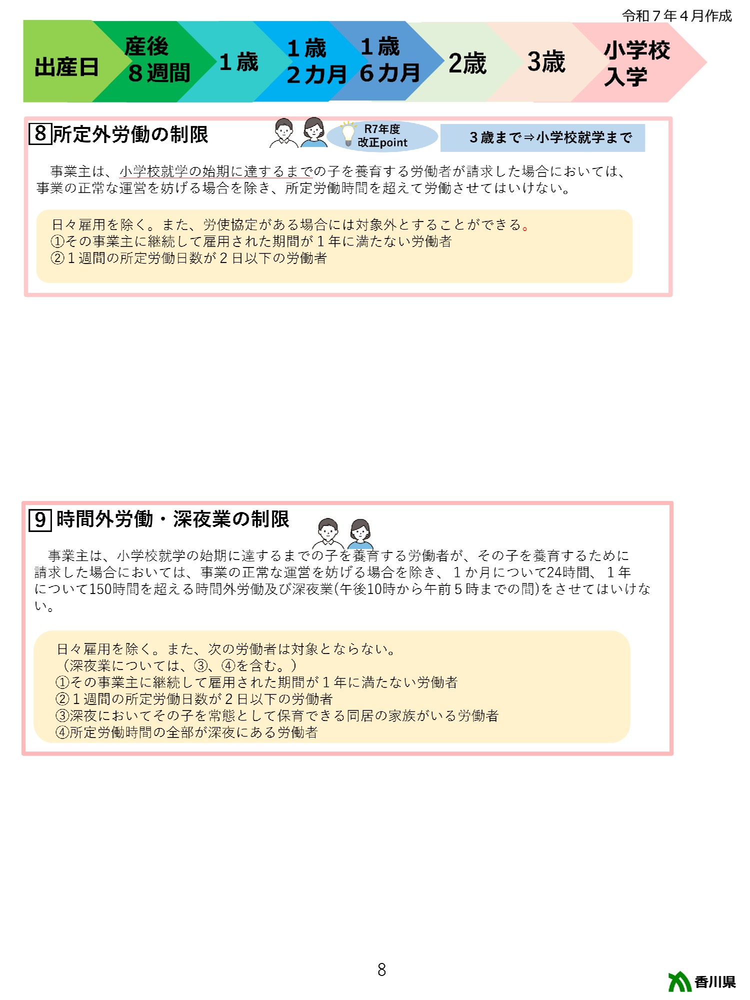 令和７年４月作成
出産日
産後
８週間
１歳
１歳
２カ月
１歳
６カ月
2歳
3歳
小学校
入学
8 所定外労働の制限
R7年度
改正point
３歳まで⇒小学校就学まで
事業主は、小学校就学の始期に達するまでの子を養育する労働者が請求した場合においては、
事業の正常な運営を妨げる場合を除き、所定労働時間を超えて労働させてはいけない。
日々雇用を除く。また、労使協定がある場合には対象外とすることができる。
①その事業主に継続して雇用された期間が１年に満たない労働者
②１週間の所定労働日数が２日以下の労働者
9 時間外労働・深夜業の制限
事業主は、小学校就学の始期に達するまでの子を養育する労働者が、その子を養育するために
請求した場合においては、事業の正常な運営を妨げる場合を除き、１か月について24時間、１年
について150時間を超える時間外労働及び深夜業(午後10時から午前５時までの間)をさせてはいけな
い。
日々雇用を除く。また、次の労働者は対象とならない。
（深夜業については、③、④を含む。）
①その事業主に継続して雇用された期間が１年に満たない労働者
②１週間の所定労働日数が２日以下の労働者
③深夜においてその子を常態として保育できる同居の家族がいる労働者
④所定労働時間の全部が深夜にある労働者
8
香川県